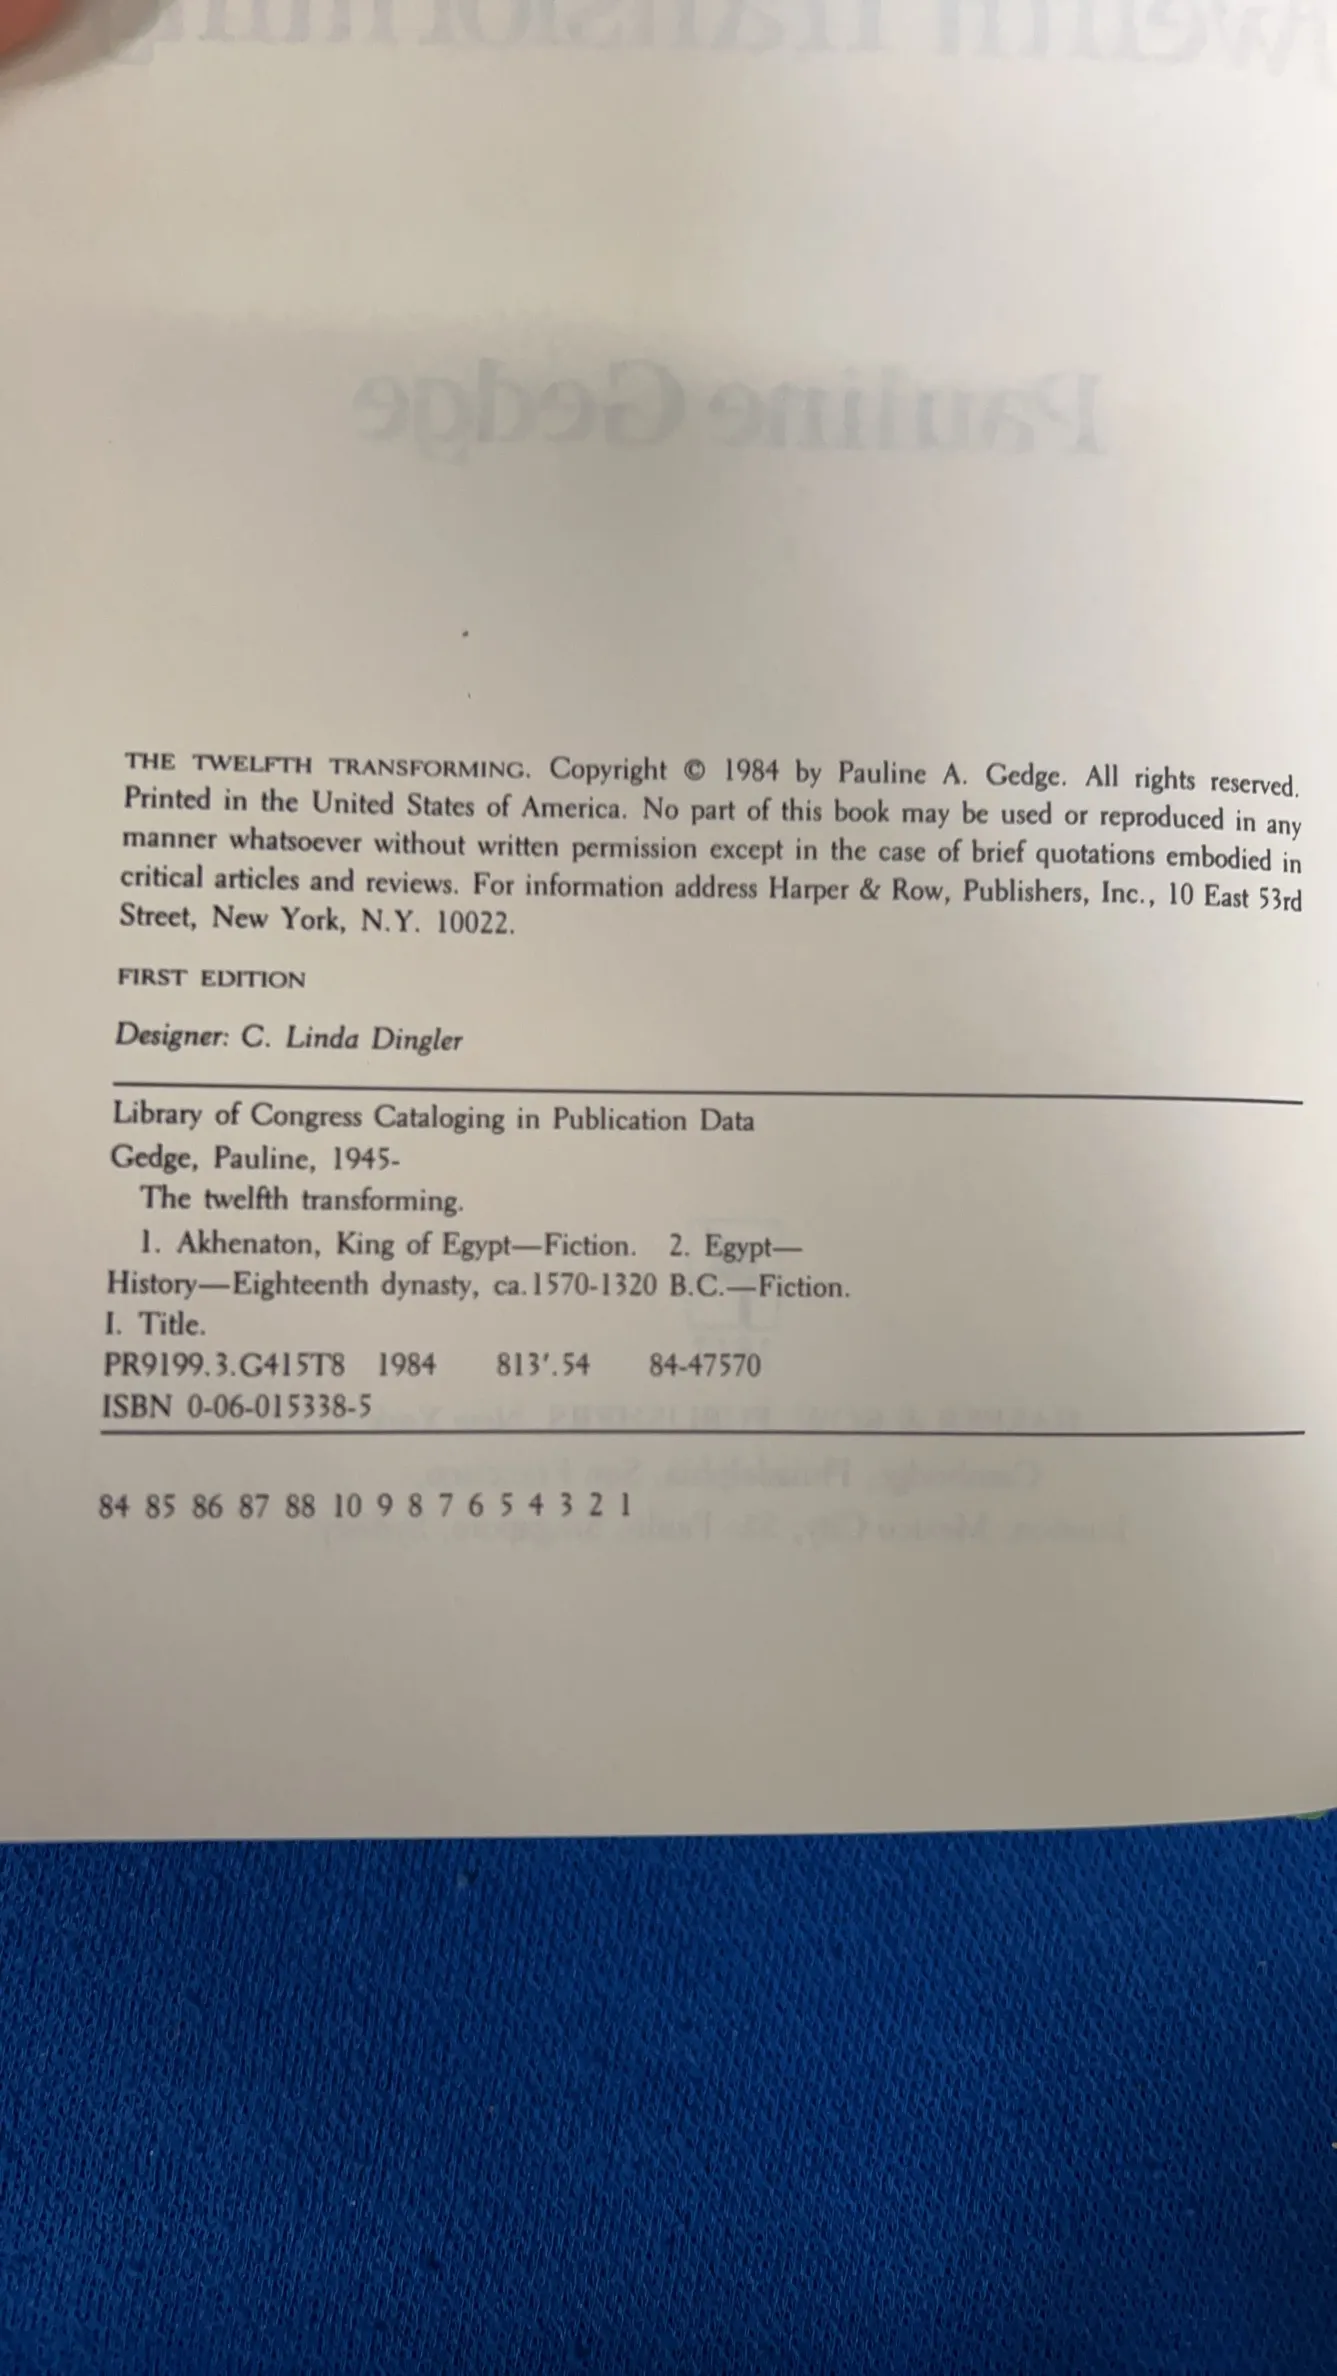 Twelfth Transforming
Pauline Gedge
THE TWELFTH TRANSFORMING. Copyright © 1984 by Pauline A. Gedge. All rights reserved.
Printed in the United States of America. No part of this book may be used or reproduced in any
manner whatsoever without written permission except in the case of brief quotations embodied in
critical articles and reviews. For information address Harper & Row, Publishers, Inc., 10 East 53rd
Street, New York, N.Y. 10022.
FIRST EDITION
Designer: C. Linda Dingler
Library of Congress Cataloging in Publication Data
Gedge, Pauline, 1945-
The twelfth transforming.
1. Akhenaton, King of Egypt—Fiction. 2. Egypt—
History—Eighteenth dynasty, ca. 1570-1320 B.C.—Fiction.
I. Title.
PR9199.3.G415T8 1984 813'.54 84-47570
ISBN 0-06-015338-5
84 85 86 87 88 10 9 8 7 6 5 4 3 2 1